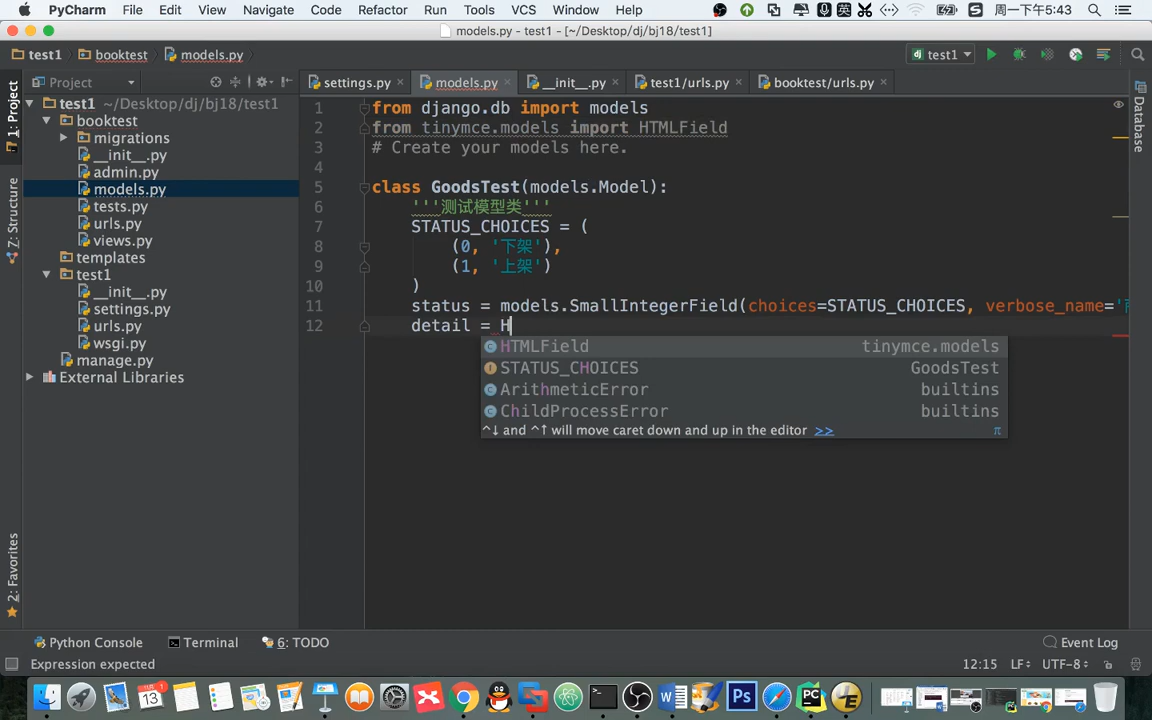 PyCharm File Edit View Navigate Code Refactor Run Tools VCS Window Help 英 周一下午5:43
models.py - test1 - [~/Desktop/dj/bj18/test1]
test1 booktest models.py test1
Project settings.py models.py __init__.py test1/urls.py booktest/urls.py
1: Project
7: Structure
2: Favorites
Database
test1 ~/Desktop/dj/bj18/test1
booktest
migrations
__init__.py
admin.py
models.py
tests.py
urls.py
views.py
templates
test1
__init__.py
settings.py
urls.py
wsgi.py
manage.py
External Libraries
1 from django.db import models
2 from tinymce.models import HTMLField
3 # Create your models here.
4
5 class GoodsTest(models.Model):
6 '''测试模型类'''
7 STATUS_CHOICES = (
8 (0, '下架'),
9 (1, '上架')
10 )
11 status = models.SmallIntegerField(choices=STATUS_CHOICES, verbose_name='
12 detail = H
HTMLField tinymce.models
STATUS_CHOICES GoodsTest
ArithmeticError builtins
ChildProcessError builtins
^↓ and ^↑ will move caret down and up in the editor >> π
Python Console Terminal 6: TODO Event Log
Expression expected 12:15 LF÷ UTF-8÷
Ps
PC